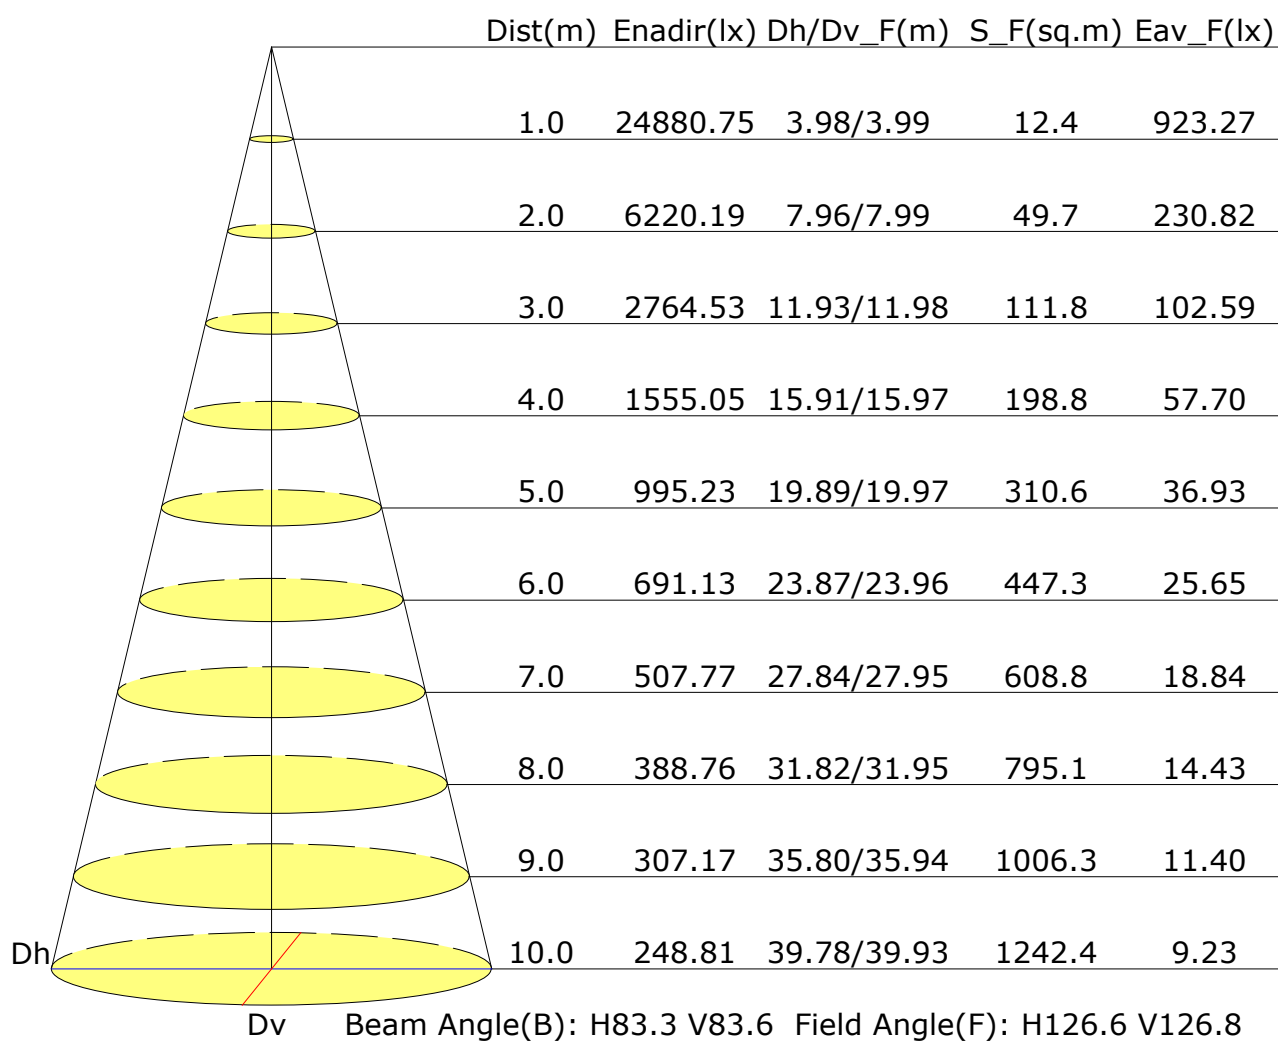 Dist(m) Enadir(lx) Dh/Dv_F(m) S_F(sq.m) Eav_F(lx)
1.0 24880.75 3.98/3.99 12.4 923.27
2.0 6220.19 7.96/7.99 49.7 230.82
3.0 2764.53 11.93/11.98 111.8 102.59
4.0 1555.05 15.91/15.97 198.8 57.70
5.0 995.23 19.89/19.97 310.6 36.93
6.0 691.13 23.87/23.96 447.3 25.65
7.0 507.77 27.84/27.95 608.8 18.84
8.0 388.76 31.82/31.95 795.1 14.43
9.0 307.17 35.80/35.94 1006.3 11.40
Dh 10.0 248.81 39.78/39.93 1242.4 9.23
Dv Beam Angle(B): H83.3 V83.6 Field Angle(F): H126.6 V126.8